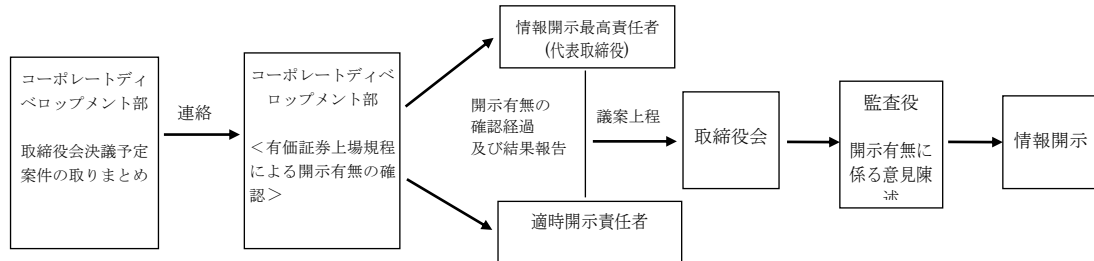 コーポレートディ
ベロップメント部
取締役会決議予定
案件の取りまとめ
連絡
コーポレートディベ
ロップメント部
＜有価証券上場規程
による開示有無の確
認＞
情報開示最高責任者
(代表取締役)
開示有無の
確認経過
及び結果報告
適時開示責任者
議案上程
取締役会
監査役
開示有無に
係る意見陳
述
情報開示